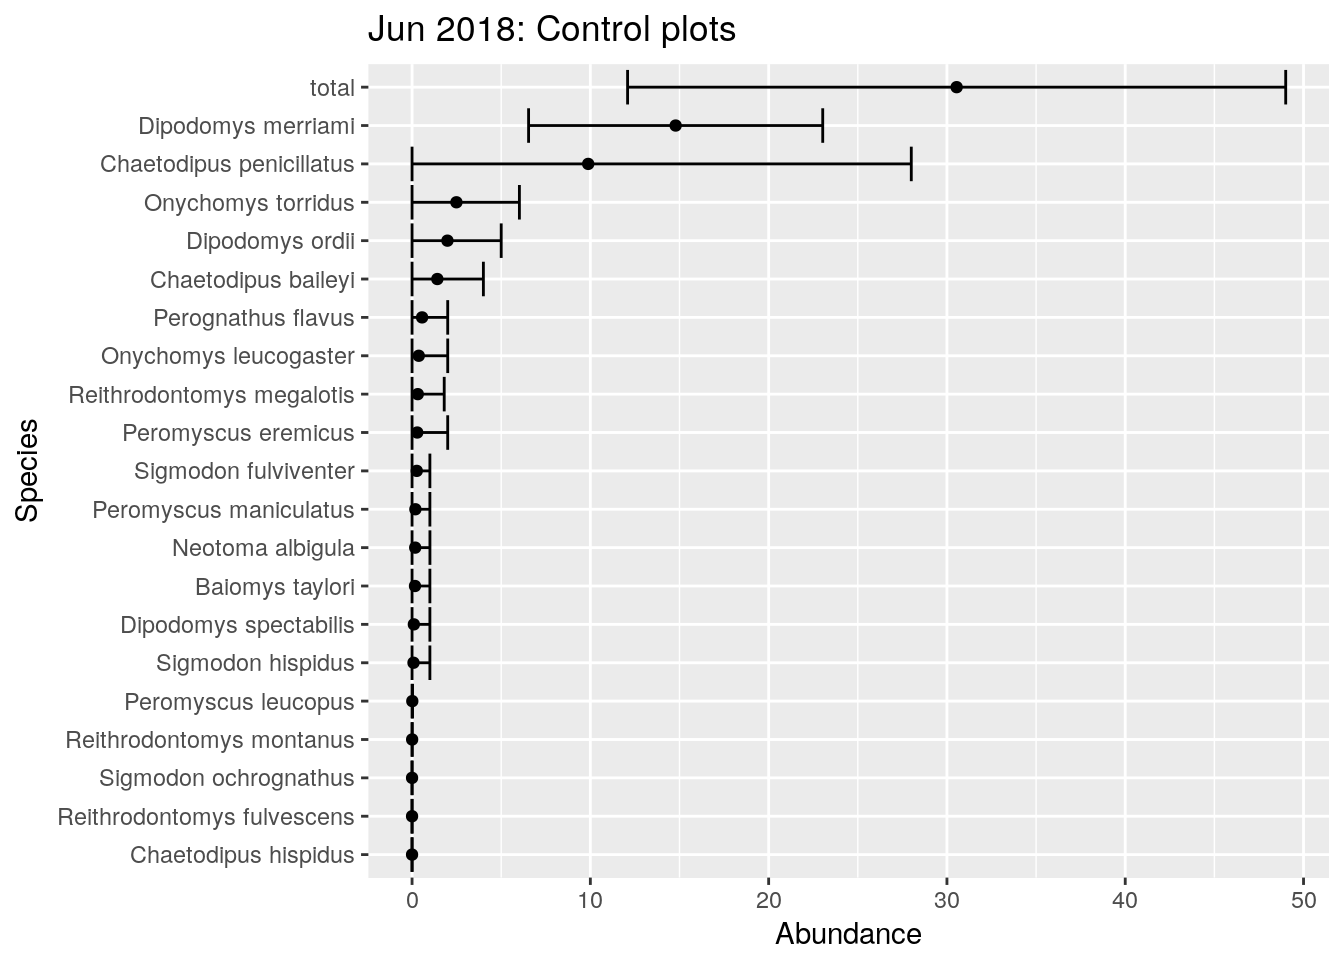 Jun 2018: Control plots
total
Dipodomys merriami
Chaetodipus penicillatus
Onychomys torridus
Dipodomys ordii
Chaetodipus baileyi
Perognathus flavus
Onychomys leucogaster
Reithrodontomys megalotis
Peromyscus eremicus
Sigmodon fulviventer
Peromyscus maniculatus
Neotoma albigula
Baiomys taylori
Dipodomys spectabilis
Sigmodon hispidus
Peromyscus leucopus
Reithrodontomys montanus
Sigmodon ochrognathus
Reithrodontomys fulvescens
Chaetodipus hispidus
Species
0 10 20 30 40 50
Abundance